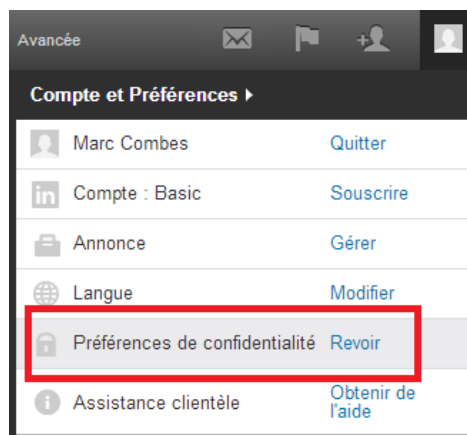 Avancée
Compte et Préférences ▸
Marc Combes Quitter
in Compte : Basic Souscrire
Annonce Gérer
Langue Modifier
Préférences de confidentialité Revoir
Assistance clientèle Obtenir de
l'aide